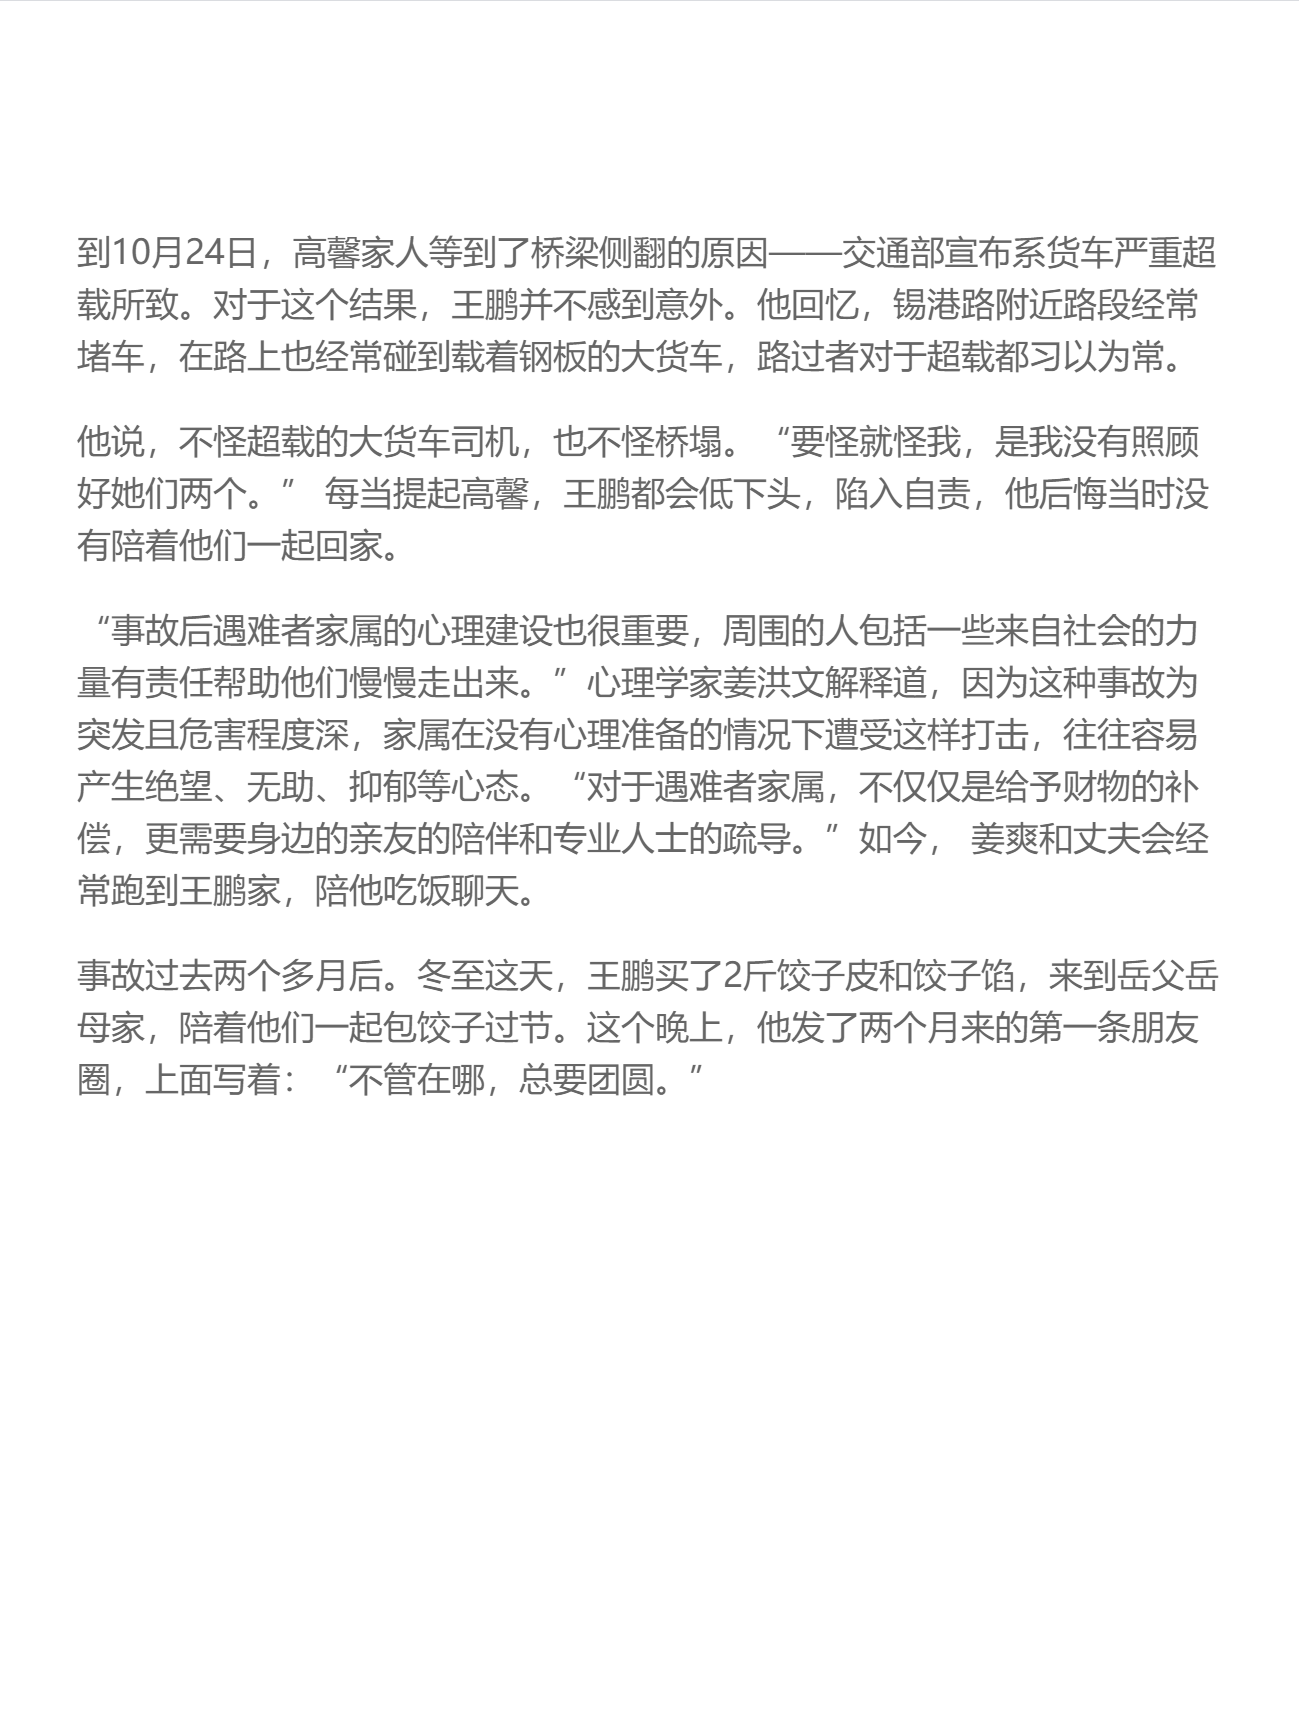 到10月24日，高馨家人等到了桥梁侧翻的原因——交通部宣布系货车严重超
载所致。对于这个结果，王鹏并不感到意外。他回忆，锡港路附近路段经常
堵车，在路上也经常碰到载着钢板的大货车，路过者对于超载都习以为常。
他说，不怪超载的大货车司机，也不怪桥塌。“要怪就怪我，是我没有照顾
好她们两个。” 每当提起高馨，王鹏都会低下头，陷入自责，他后悔当时没
有陪着他们一起回家。
“事故后遇难者家属的心理建设也很重要，周围的人包括一些来自社会的力
量有责任帮助他们慢慢走出来。”心理学家姜洪文解释道，因为这种事故为
突发且危害程度深，家属在没有心理准备的情况下遭受这样打击，往往容易
产生绝望、无助、抑郁等心态。“对于遇难者家属，不仅仅是给予财物的补
偿，更需要身边的亲友的陪伴和专业人士的疏导。”如今， 姜爽和丈夫会经
常跑到王鹏家，陪他吃饭聊天。
事故过去两个多月后。冬至这天，王鹏买了2斤饺子皮和饺子馅，来到岳父岳
母家，陪着他们一起包饺子过节。这个晚上，他发了两个月来的第一条朋友
圈，上面写着：“不管在哪，总要团圆。”